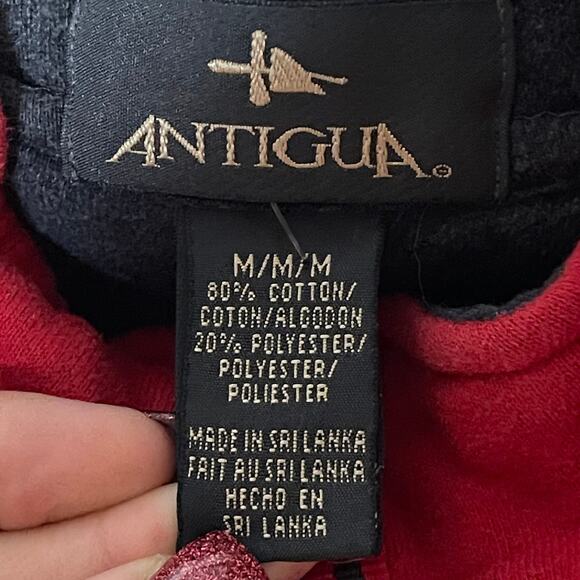 ANTIGUA®
M/M/M
80% COTTON/
COTON/ALGODON
20% POLYESTER/
POLYESTER/
POLIESTER
MADE IN SRI LANKA
FAIT AU SRI LANKA
HECHO EN
SRI LANKA